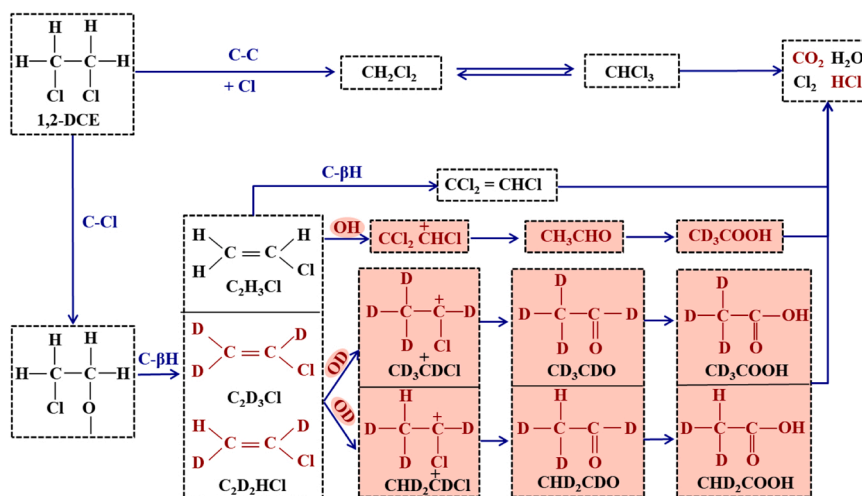 H H
H C C H
Cl Cl
1,2-DCE
C-C
+ Cl
CH₂Cl₂
CHCl₃
CO₂ H₂O
Cl₂ HCl
C-Cl
C-βH
CCl₂ = CHCl
H H
C = C
H Cl
C₂H₃Cl
OH
CCl₂ C⁺HCl
CH₃CHO
CD₃COOH
H H
H C C H
Cl O
C-βH
D D
C = C
D Cl
C₂D₃Cl
H D
C = C
D Cl
C₂D₂HCl
OD
OD
D +
D C C D
D Cl
+
CD₃CDCl
D
D C C D
D O
CD₃CDO
D
D C C OH
D O
CD₃COOH
H +
D C C D
D Cl
+
CHD₂CDCl
H
D C C D
D O
CHD₂CDO
H
D C C OH
D O
CHD₂COOH